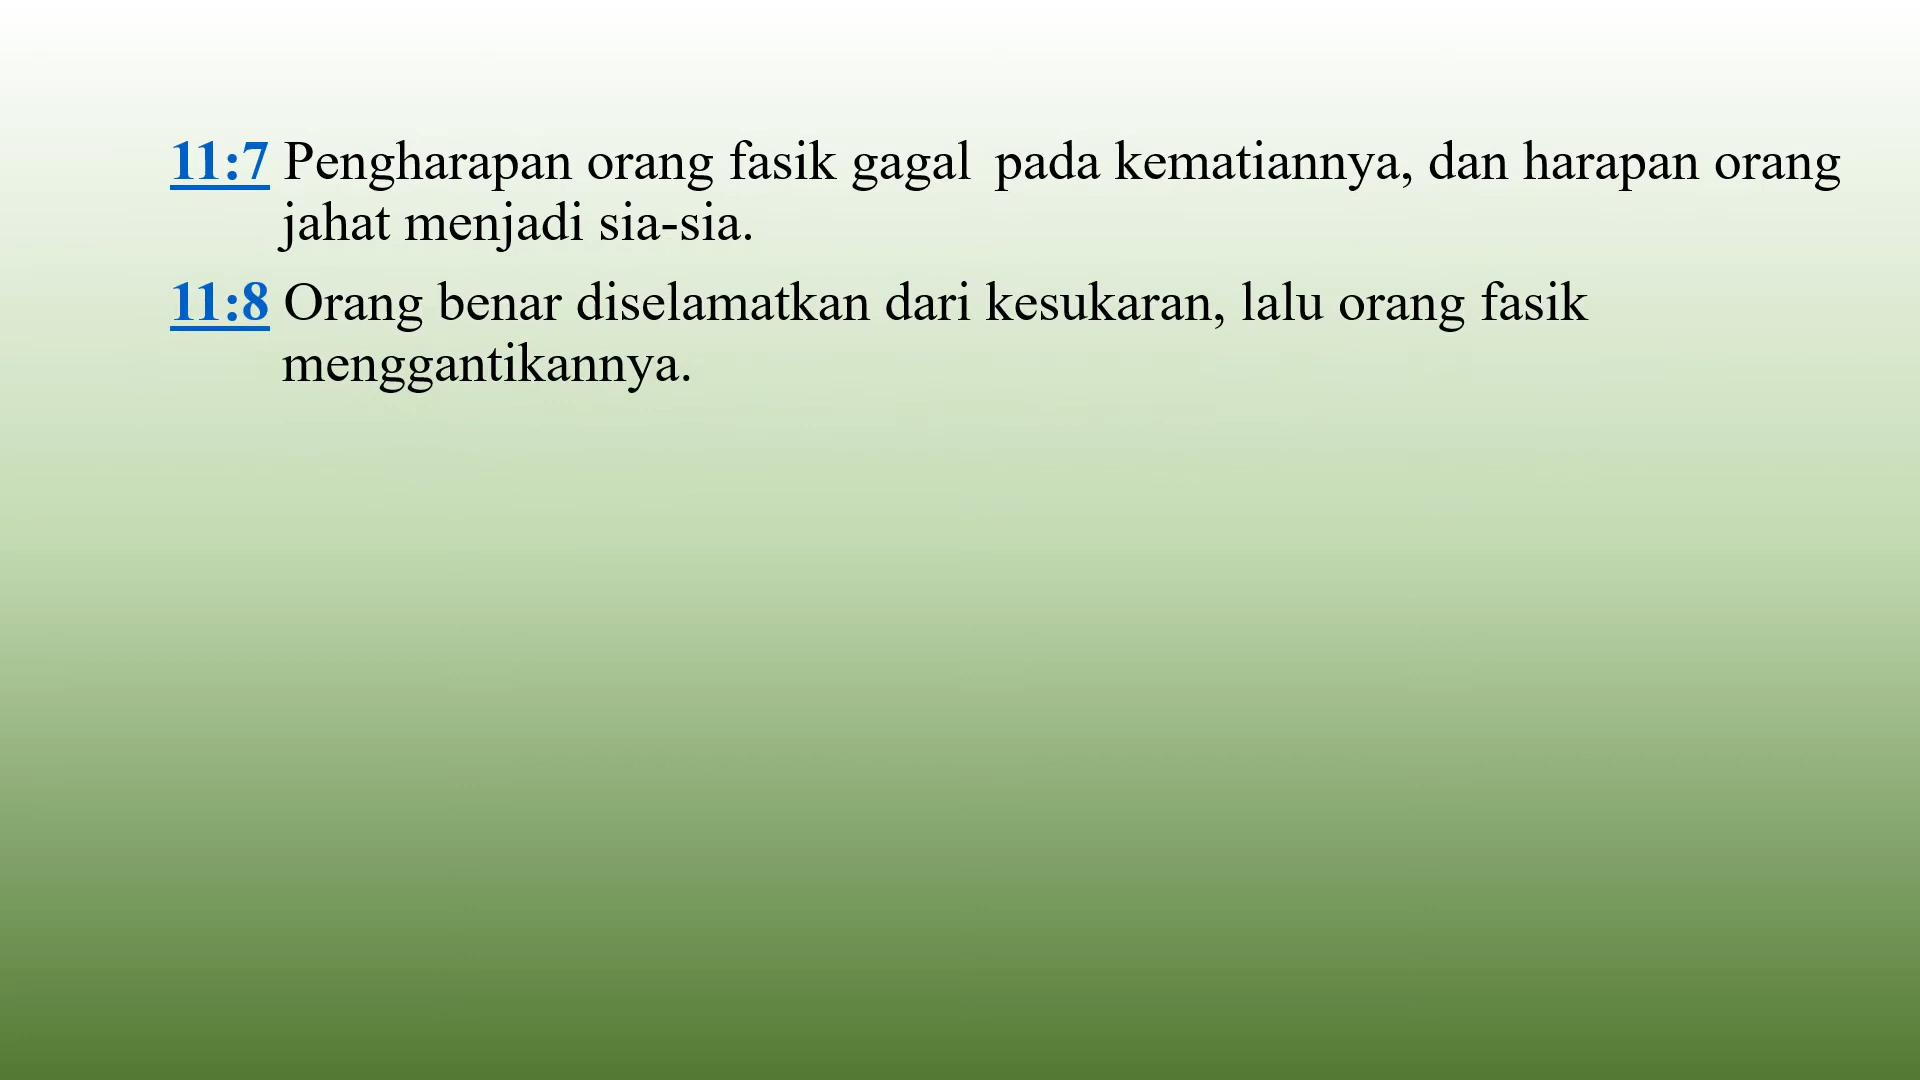 11:7 Pengharapan orang fasik gagal pada kematiannya, dan harapan orang
jahat menjadi sia-sia.
11:8 Orang benar diselamatkan dari kesukaran, lalu orang fasik
menggantikannya.